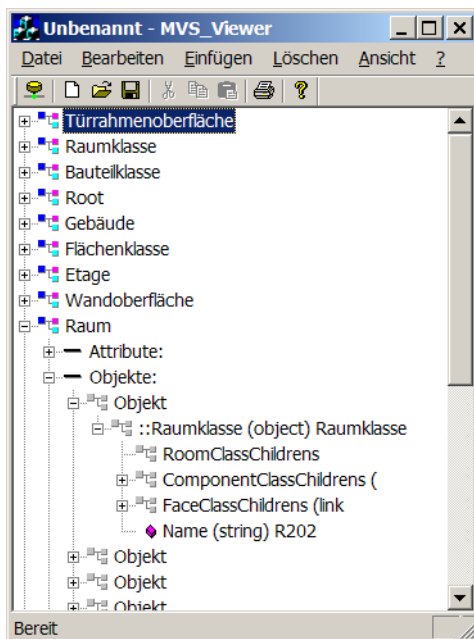 Unbenannt - MVS_Viewer
Datei Bearbeiten Einfügen Löschen Ansicht ?
Türrahmenoberfläche
Raumklasse
Bauteilklasse
Root
Gebäude
Flächenklasse
Etage
Wandoberfläche
Raum
Attribute:
Objekte:
Objekt
::Raumklasse (object) Raumklasse
RoomClassChildrens
ComponentClassChildrens (
FaceClassChildrens (link
Name (string) R202
Objekt
Objekt
Objekt
Bereit